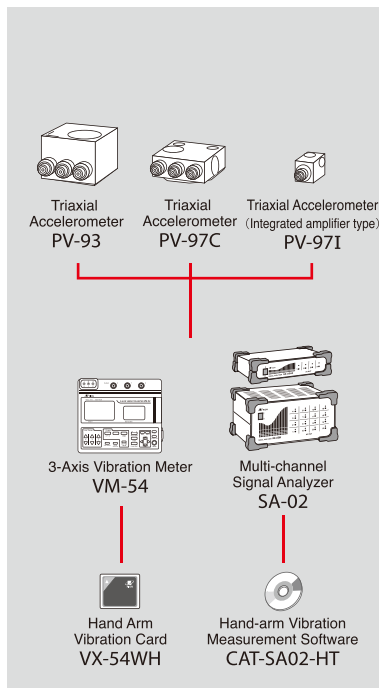 Triaxial
Accelerometer
PV-93
Triaxial
Accelerometer
PV-97C
Triaxial Accelerometer
(Integrated amplifier type)
PV-97I
3-Axis Vibration Meter
VM-54
Multi-channel
Signal Analyzer
SA-02
Hand Arm
Vibration Card
VX-54WH
Hand-arm Vibration
Measurement Software
CAT-SA02-HT